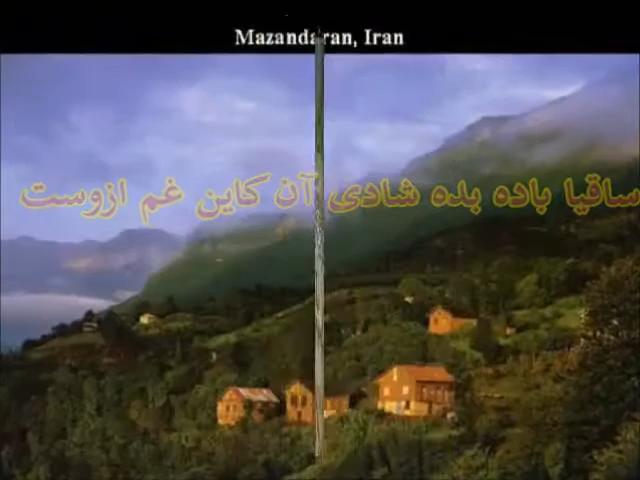 Mazandaran, Iran
ساقیا باده بده شادی آن کاین غم ازوست